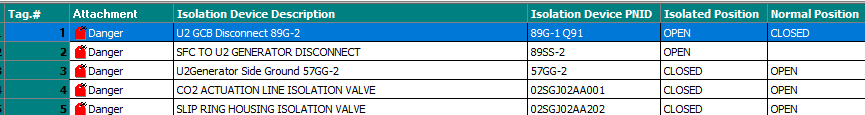 Tag.# Attachment Isolation Device Description Isolation Device PNID Isolated Position Normal Position
1 Danger U2 GCB Disconnect 89G-2 89G-1 Q91 OPEN CLOSED
2 Danger SFC TO U2 GENERATOR DISCONNECT 89SS-2 OPEN
3 Danger U2Generator Side Ground 57GG-2 57GG-2 CLOSED OPEN
4 Danger CO2 ACTUATION LINE ISOLATION VALVE 02SGJ02AA001 CLOSED OPEN
5 Danger SLIP RING HOUSING ISOLATION VALVE 02SGJ02AA202 CLOSED OPEN